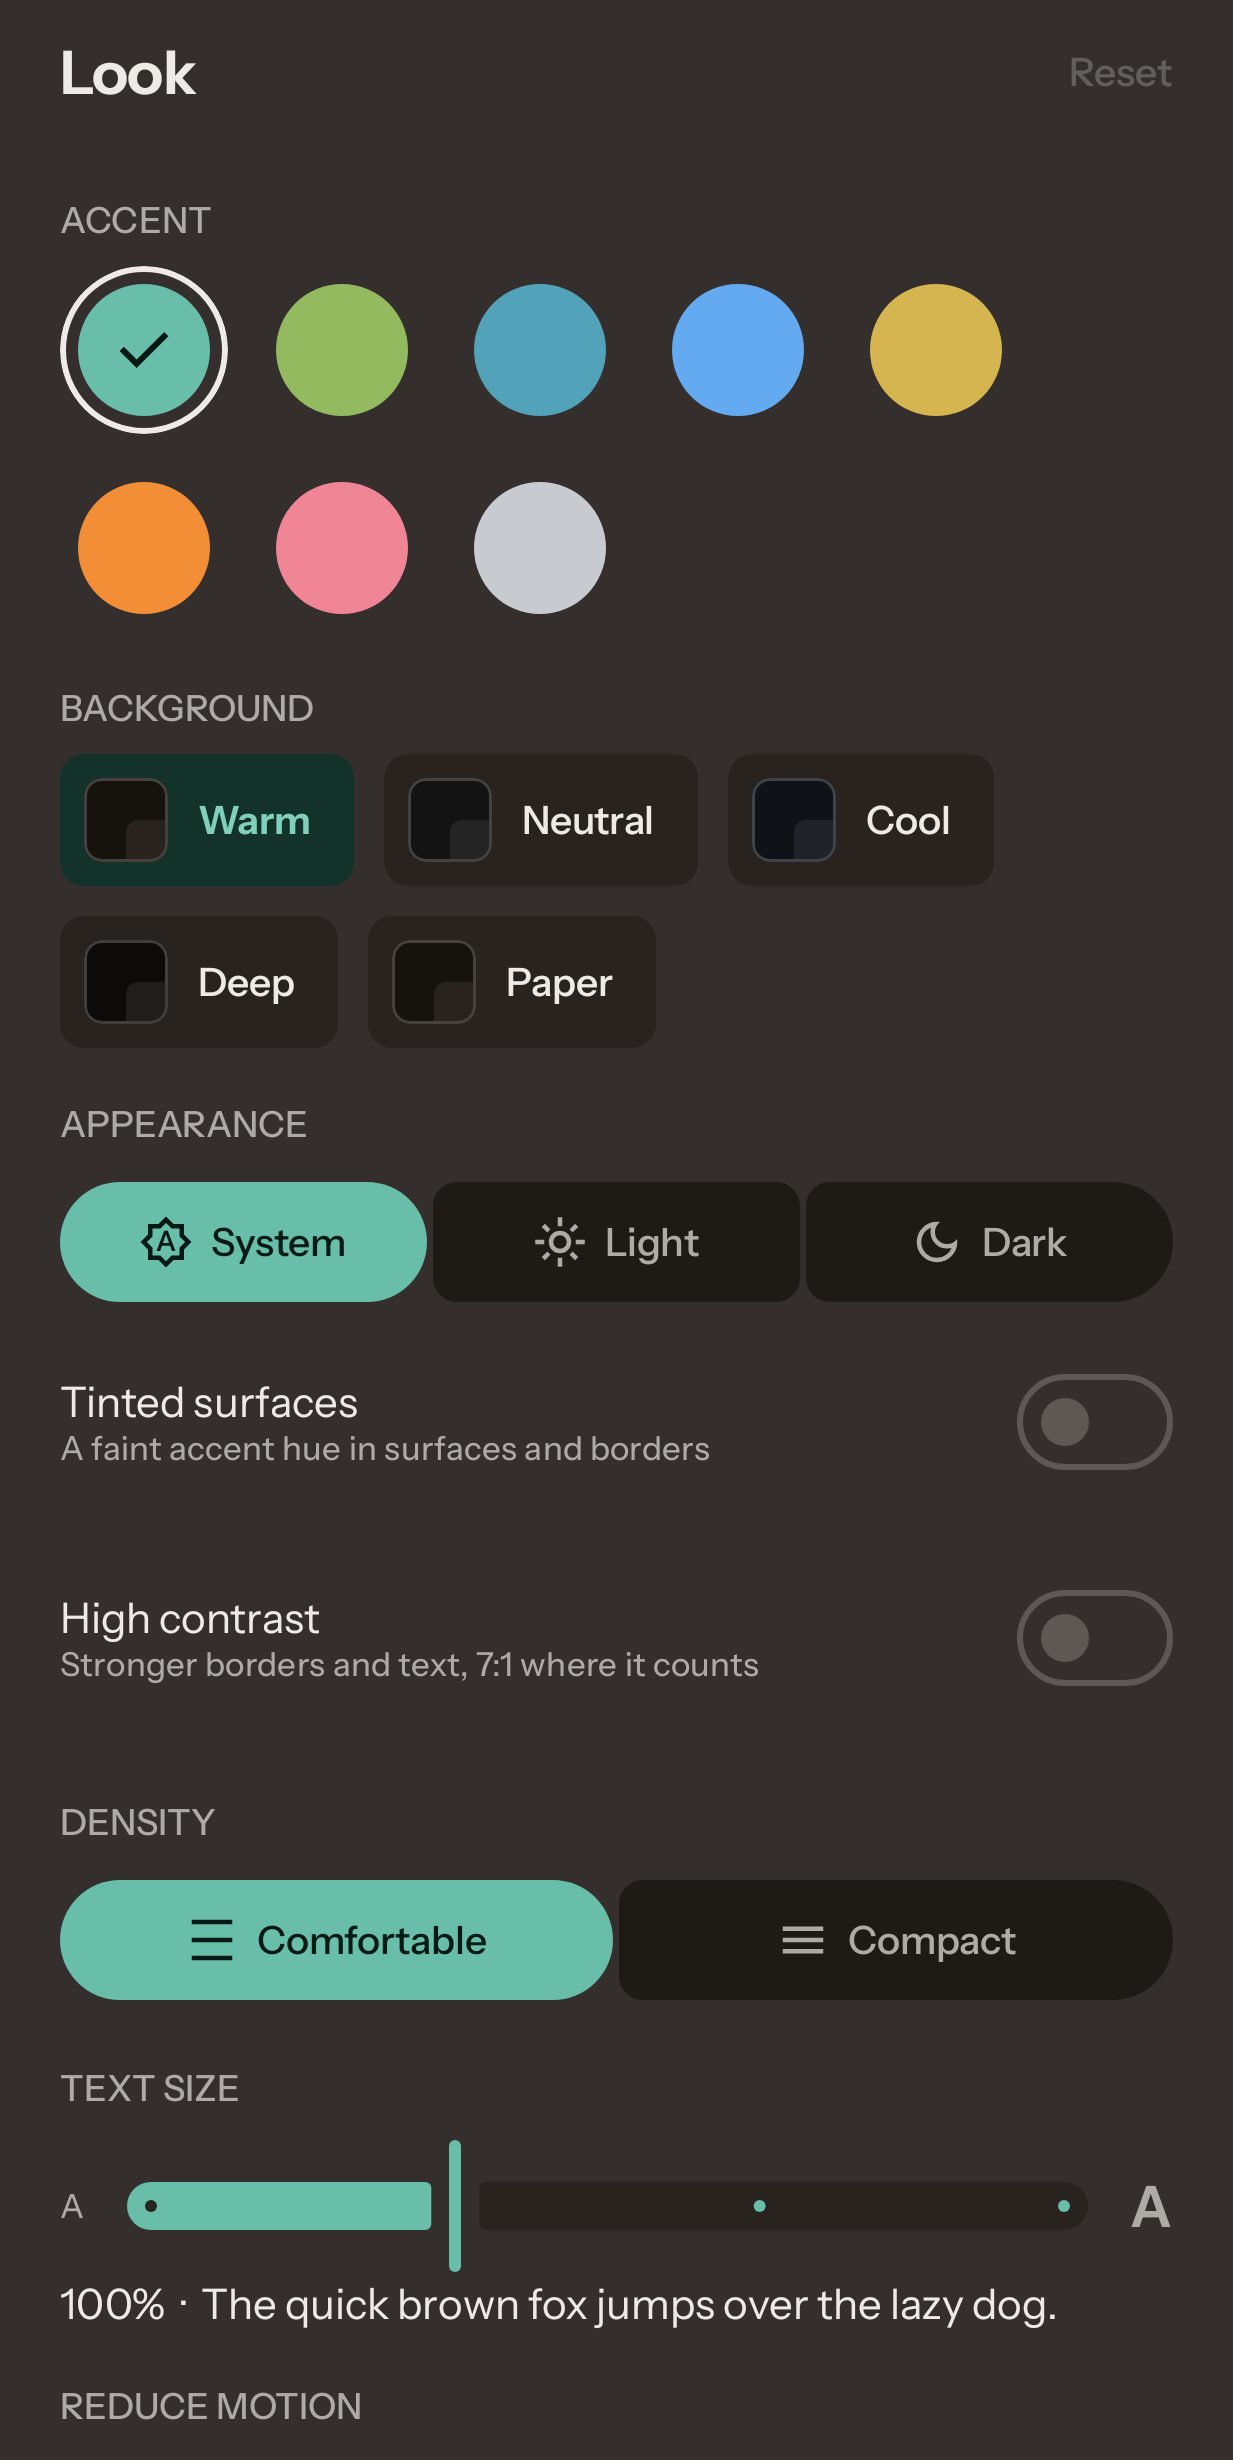 Look
Reset
ACCENT
BACKGROUND
Warm
Neutral
Cool
Deep
Paper
APPEARANCE
A System
Light
Dark
Tinted surfaces
A faint accent hue in surfaces and borders
High contrast
Stronger borders and text, 7:1 where it counts
DENSITY
Comfortable
Compact
TEXT SIZE
A
A
100% · The quick brown fox jumps over the lazy dog.
REDUCE MOTION